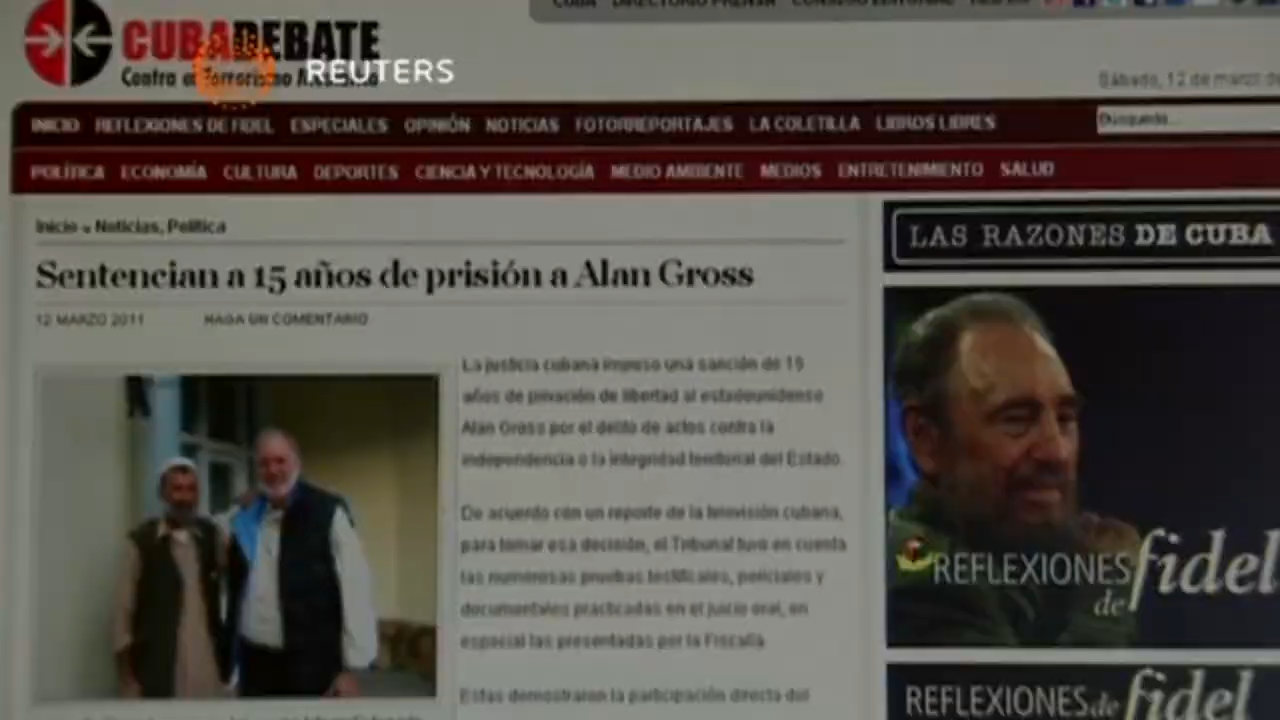 CUBA DIRECTORIO PRENSA CONSEJO EDITORIAL
CUBADEBATE
Contra el Terrorismo Mediático
REUTERS
Sábado, 12 de marzo de
INICIO REFLEXIONES DE FIDEL ESPECIALES OPINIÓN NOTICIAS FOTORREPORTAJES LA COLETILLA LIBROS LIBRES
Búsqueda...
POLÍTICA ECONOMÍA CULTURA DEPORTES CIENCIA Y TECNOLOGÍA MEDIO AMBIENTE MEDIOS ENTRETENIMIENTO SALUD
Inicio » Noticias, Política
Sentencian a 15 años de prisión a Alan Gross
12 MARZO 2011 HAGA UN COMENTARIO
La justicia cubana impuso una sanción de 15
años de privación de libertad al estadounidense
Alan Gross por el delito de actos contra la
independencia o la integridad territorial del Estado.
De acuerdo con un reporte de la televisión cubana,
para tomar esa decisión, el Tribunal tuvo en cuenta
las numerosas pruebas testificales, periciales y
documentales practicadas en el juicio oral, en
especial las presentadas por la Fiscalía
Estas demostraron la participación directa del
LAS RAZONES DE CUBA
REFLEXIONES fidel
de
REFLEXIONES de fidel